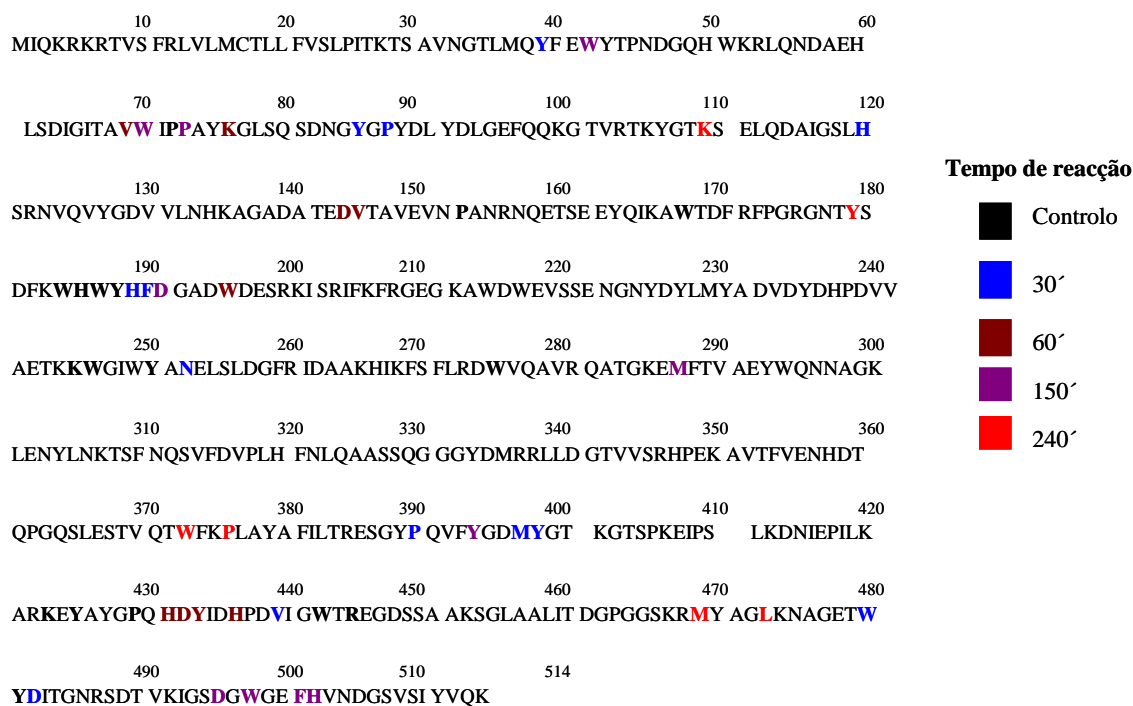 10 20 30 40 50 60
MIQKRKRTVS FRLVLMCTLL FVSLPITKTS AVNGTLMQYF EWYTPNDGQH WKRLQNDAEH
70 80 90 100 110 120
LSDIGITAVW IPPAYKGLSQ SDNGYGPYDL YDLGEFQQKG TVRTKYGTKS ELQDAIGSLH
130 140 150 160 170 180
SRNVQVYGDV VLNHKAGADA TEDVTAVEVN PANRNQETSE EYQIKAWTDF RFPGRGNTYS
190 200 210 220 230 240
DFKWHWYHFD GADWDESRKI SRIFKFRGEG KAWDWEVSSE NGNYDYLMYA DVDYDHPDVV
250 260 270 280 290 300
AETKKWGIWY ANELSLDGFR IDAAKHIKFS FLRDWVQAVR QATGKEMFTV AEYWQNNAGK
310 320 330 340 350 360
LENYLNKTSF NQSVFDVPLH FNLQAASSQG GGYDMRRLLD GTVVSRHPEK AVTFVENHDT
370 380 390 400 410 420
QPGQSLESTV QTWFKPLAYA FILTRESGYP QVFYGDMYGT KGTSPKEIPS LKDNIEPILK
430 440 450 460 470 480
ARKEYAYGPQ HDYIDHPDVI GWTREGDSSA AKSGLAALIT DGPGGSKRMY AGLKNAGETW
490 500 510 514
YDITGNRSDT VKIGSDGWGE FHVNDGSVSI YVQK
Tempo de reacção
Controlo
30´
60´
150´
240´